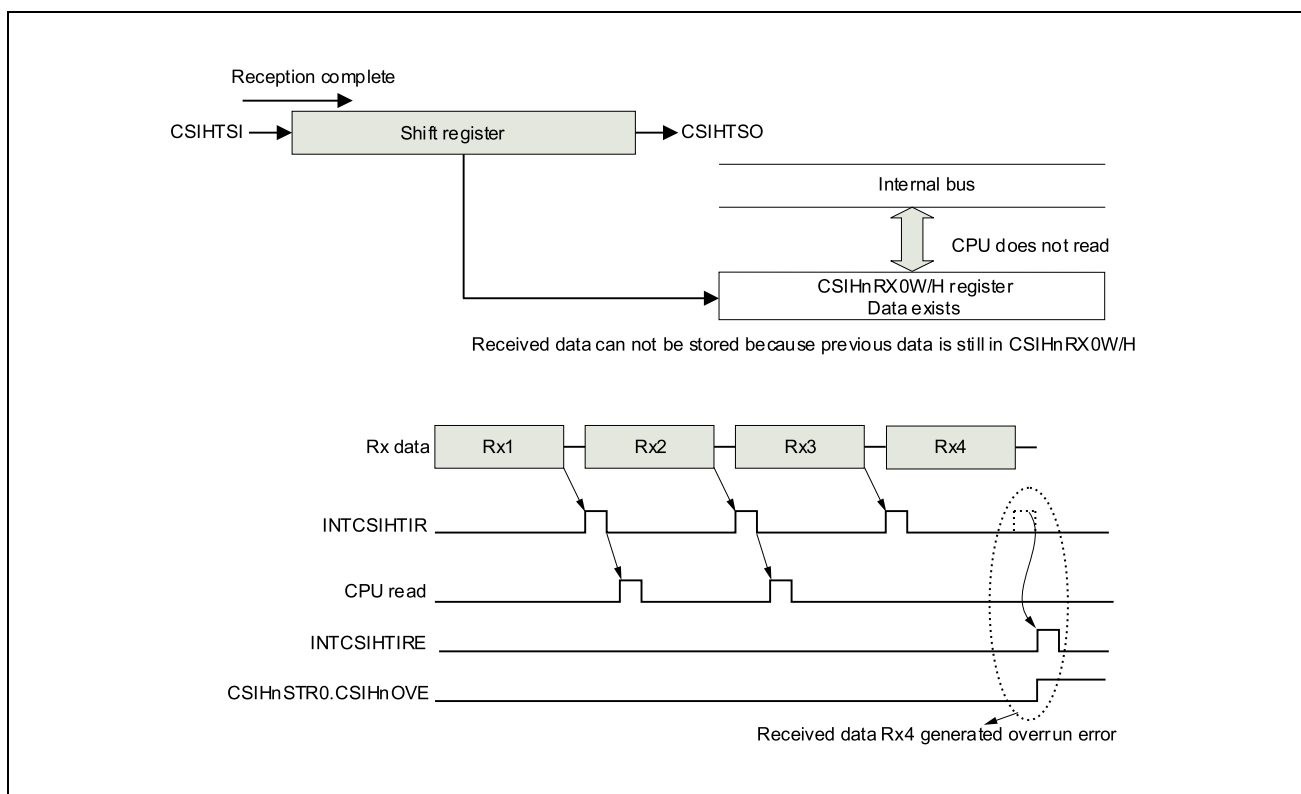 Reception complete
CSIHTSI
Shift register
CSIHTSO
Internal bus
CPU does not read
CSIHnRX0W/H register
Data exists
Received data can not be stored because previous data is still in CSIHnRX0W/H
Rx data
Rx1
Rx2
Rx3
Rx4
INTCSIHTIR
CPU read
INTCSIHTIRE
CSIHnSTR0.CSIHnOVE
Received data Rx4 generated overrun error